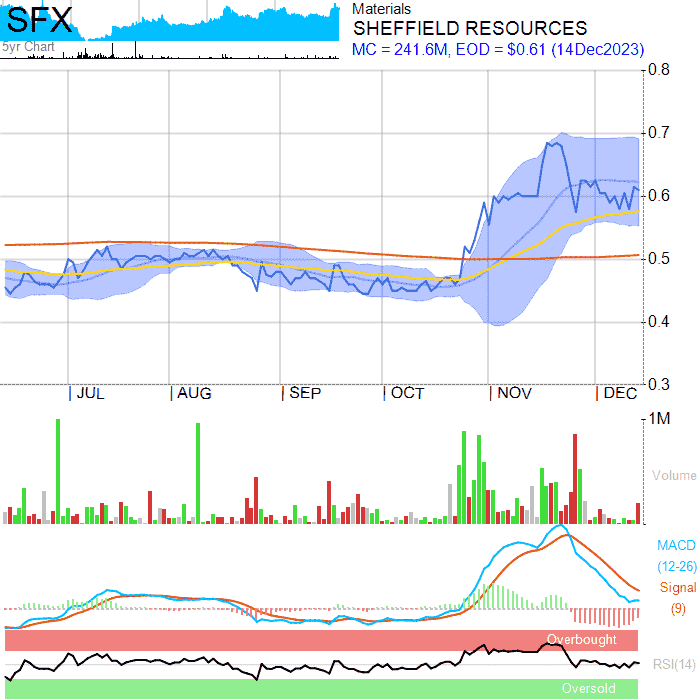 SFX
5yr Chart
Materials
SHEFFIELD RESOURCES
MC = 241.6M, EOD = $0.61 (14Dec2023)
0.8
0.7
0.6
0.5
0.4
0.3
JUL AUG SEP OCT NOV DEC
1M
Volume
MACD
(12-26)
Signal
(9)
Overbought
RSI(14)
Oversold